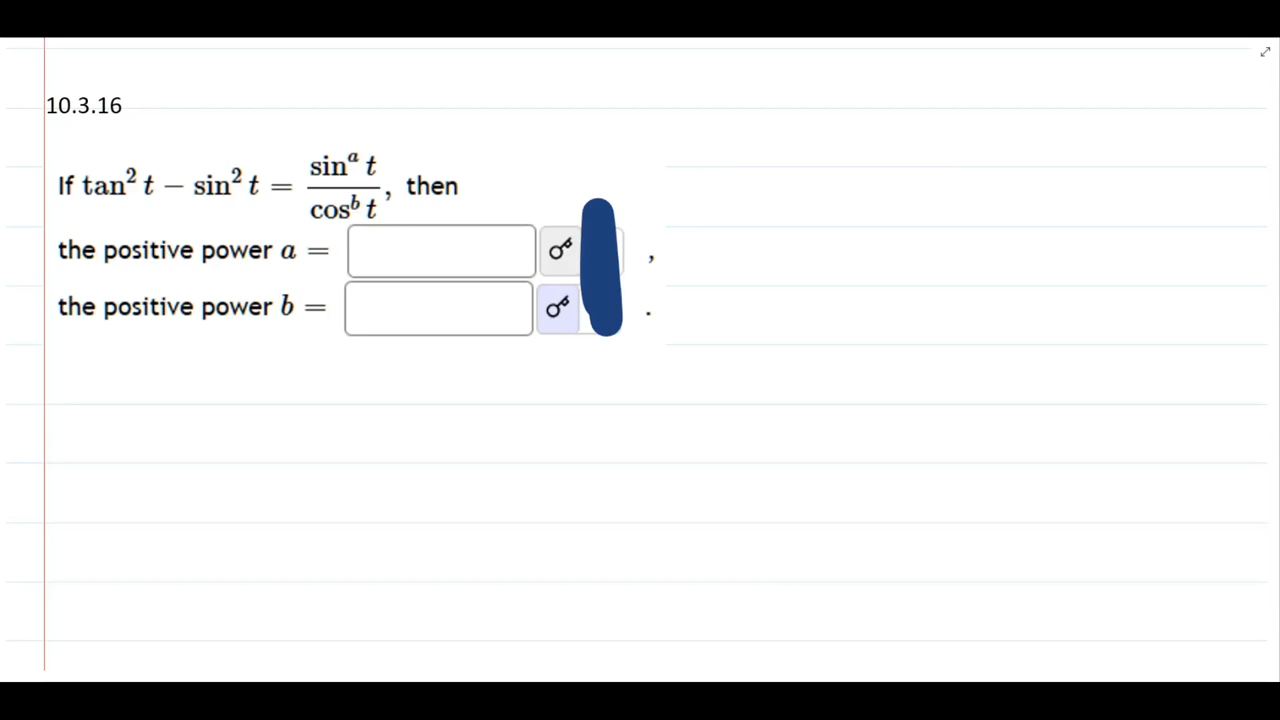 10.3.16
If tan² t − sin² t = sinᵃ t / cosᵇ t, then
the positive power a = ,
the positive power b = .